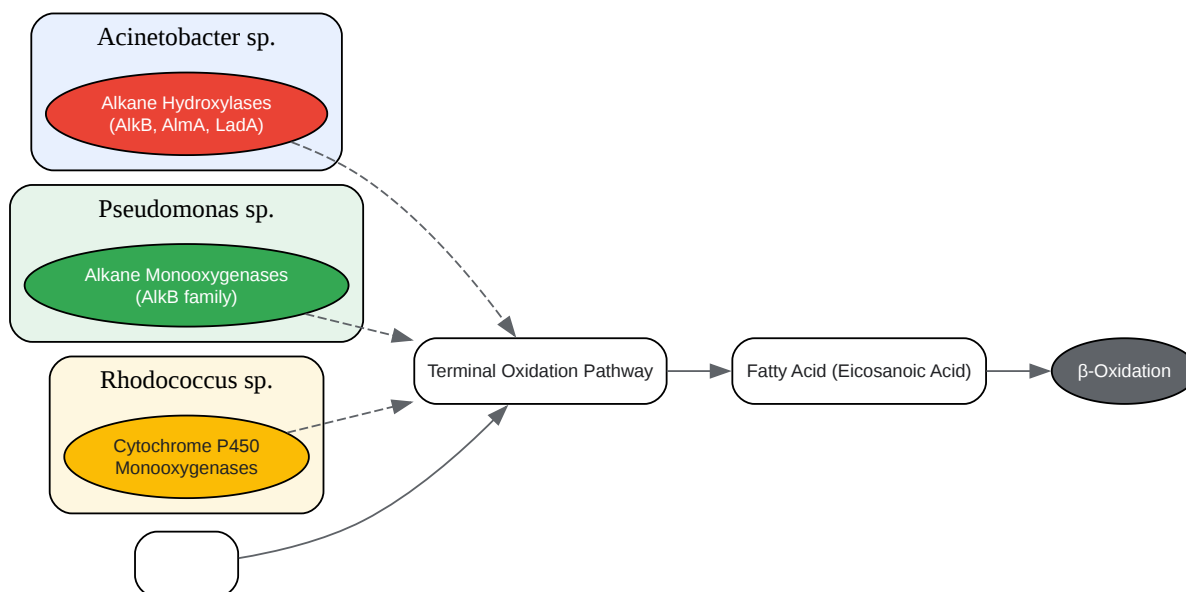 Acinetobacter sp.
Alkane Hydroxylases
(AlkB, AlmA, LadA)
Pseudomonas sp.
Alkane Monooxygenases
(AlkB family)
Rhodococcus sp.
Cytochrome P450
Monooxygenases
Terminal Oxidation Pathway
Fatty Acid (Eicosanoic Acid)
β-Oxidation